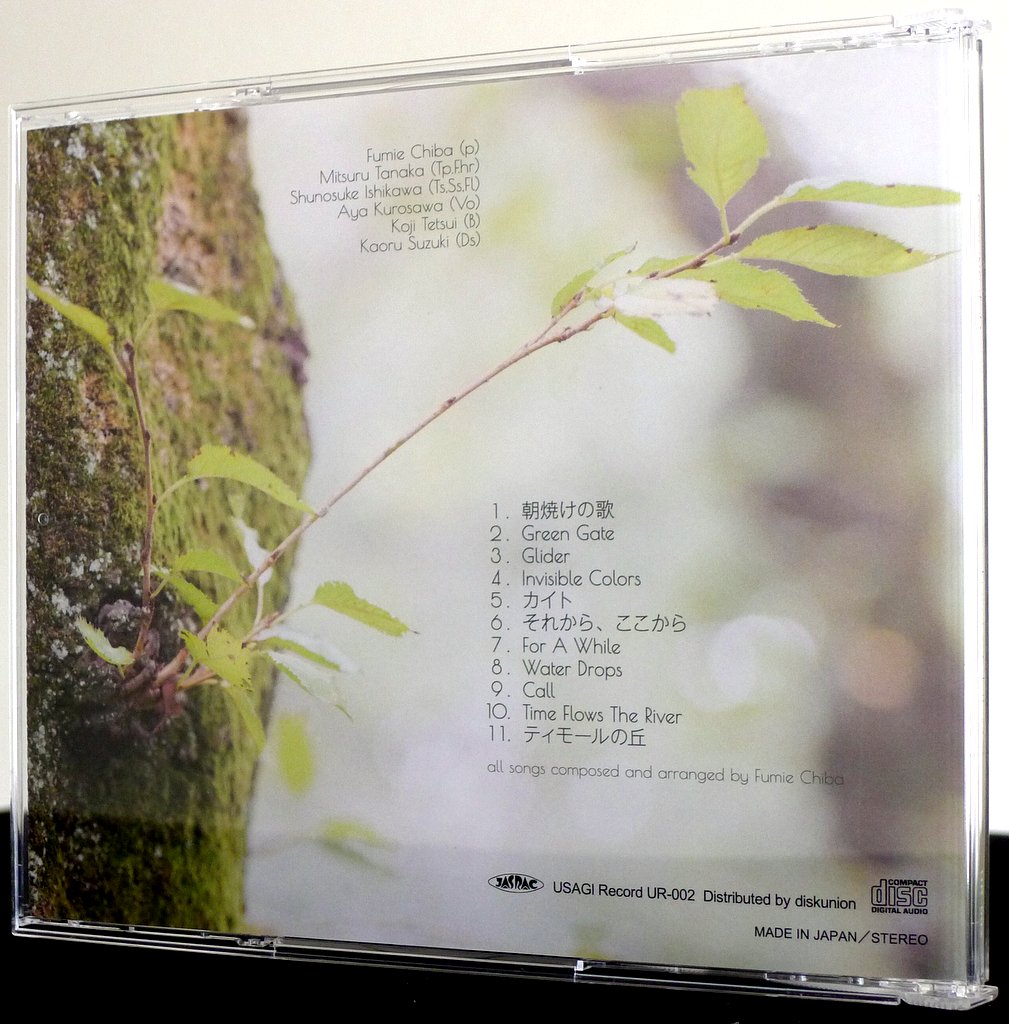 Fumie Chiba (p)
Mitsuru Tanaka (Tp.Fhr)
Shunosuke Ishikawa (Ts.Ss.Fl)
Aya Kurosawa (Vo)
Koji Tetsui (B)
Kaoru Suzuki (Ds)
1. 朝焼けの歌
2. Green Gate
3. Glider
4. Invisible Colors
5. カイト
6. それから、ここから
7. For A While
8. Water Drops
9. Call
10. Time Flows The River
11. ティモールの丘
all songs composed and arranged by Fumie Chiba
JASRAC USAGI Record UR-002 Distributed by diskunion
COMPACT disc DIGITAL AUDIO
MADE IN JAPAN／STEREO